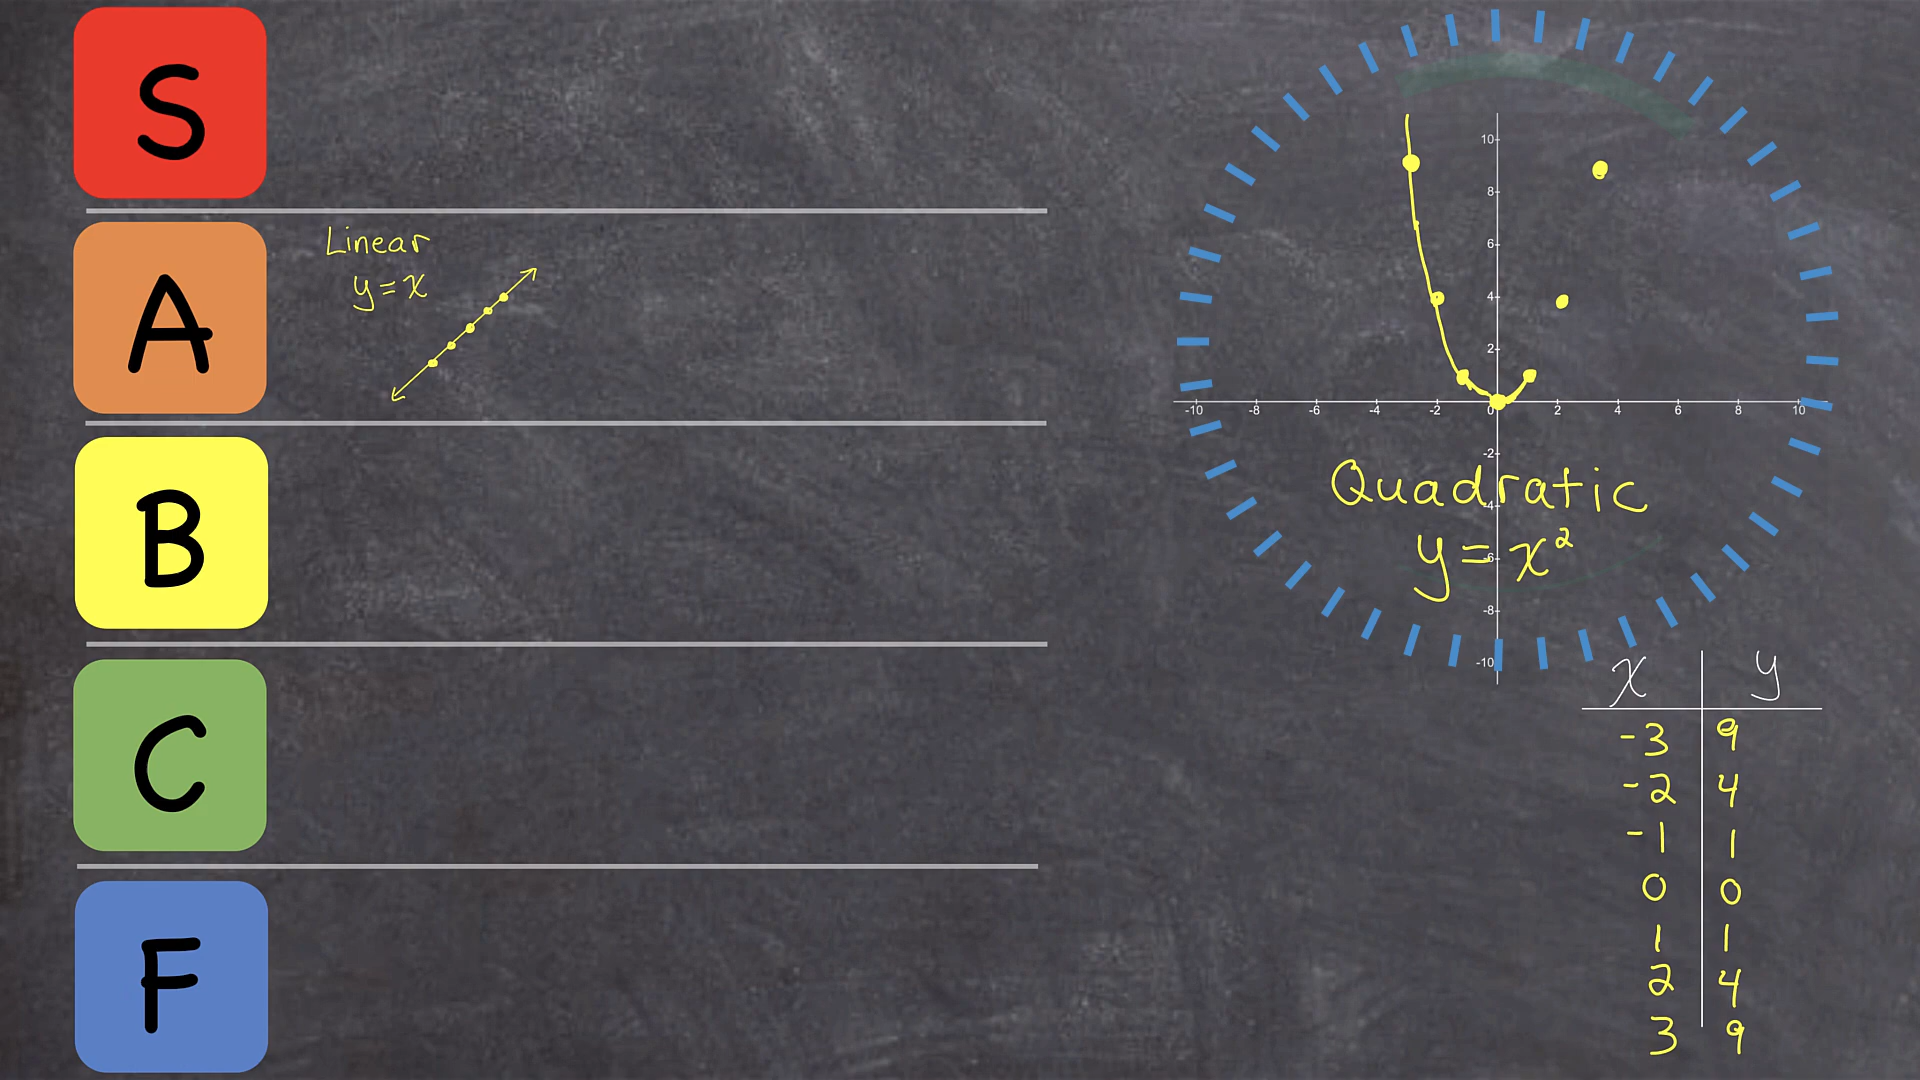 S
A
Linear
y = x
B
C
F
10
8
6
4
2
-10 -8 -6 -4 -2 0 2 4 6 8 10
-2
-4
-6
-8
-10
Quadratic
y = x²
x y
-3 9
-2 4
-1 1
0 0
1 1
2 4
3 9